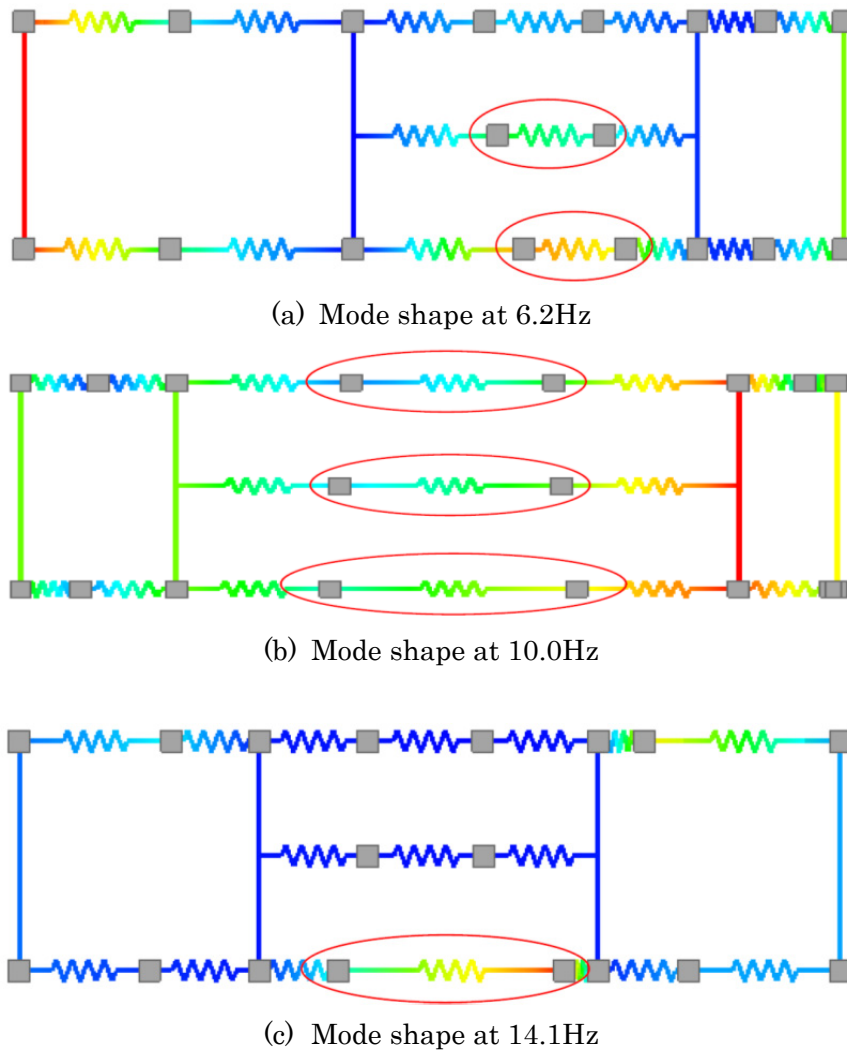 (a) Mode shape at 6.2Hz
(b) Mode shape at 10.0Hz
(c) Mode shape at 14.1Hz